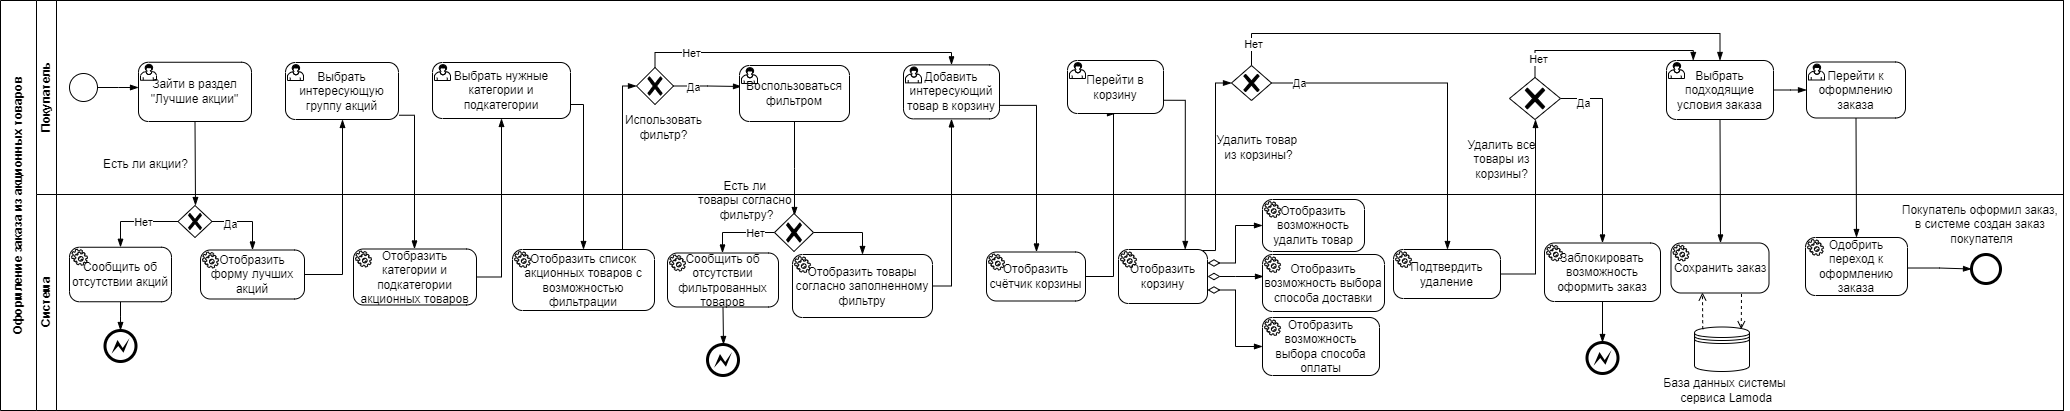 Оформление заказа из акционных товаров
Покупатель
Система
Зайти в раздел
"Лучшие акции"
Есть ли акции?
Нет
Да
Сообщить об
отсутствии акций
Отобразить
форму лучших
акций
Выбрать
интересующую
группу акций
Отобразить
категории и
подкатегории
акционных товаров
Выбрать нужные
категории и
подкатегории
Отобразить список
акционных товаров с
возможностью
фильтрации
Использовать
фильтр?
Нет
Да
Воспользоваться
фильтром
Есть ли
товары согласно
фильтру?
Нет
Сообщить об
отсутствии
фильтрованных
товаров
Отобразить товары
согласно заполненному
фильтру
Добавить
интересующий
товар в корзину
Отобразить
счётчик корзины
Перейти в
корзину
Отобразить
корзину
Удалить товар
из корзины?
Нет
Да
Отобразить
возможность
удалить товар
Отобразить
возможность выбора
способа доставки
Отобразить
возможность
выбора способа
оплаты
Подтвердить
удаление
Удалить все
товары из
корзины?
Нет
Да
Заблокировать
возможность
оформить заказ
Выбрать
подходящие
условия заказа
Сохранить заказ
База данных системы
сервиса Lamoda
Перейти к
оформлению
заказа
Одобрить
переход к
оформлению
заказа
Покупатель оформил заказ,
в системе создан заказ
покупателя